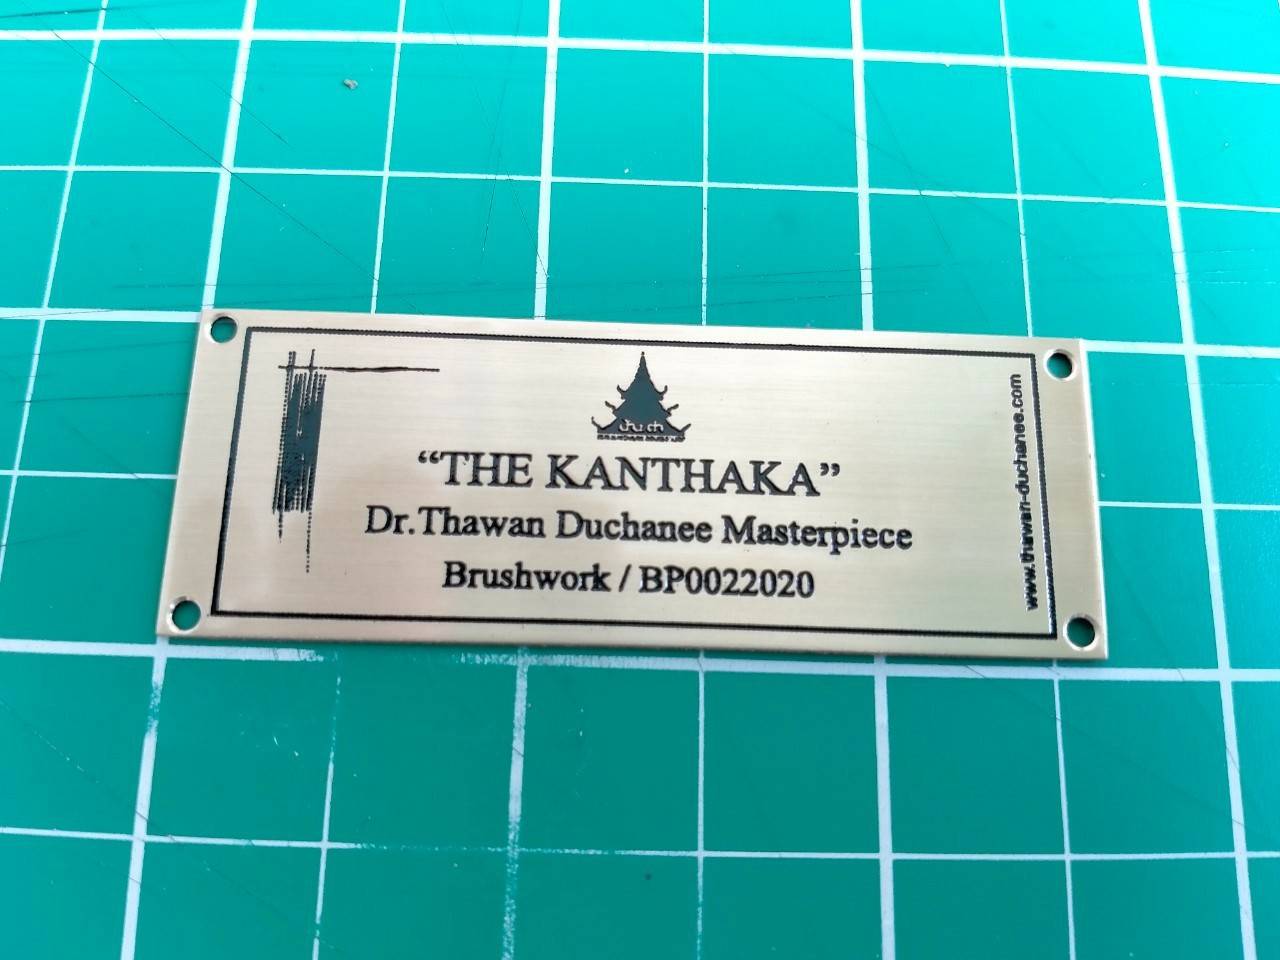 “THE KANTHAKA”
Dr.Thawan Duchanee Masterpiece
Brushwork / BP0022020
www.thawan-duchanee.com